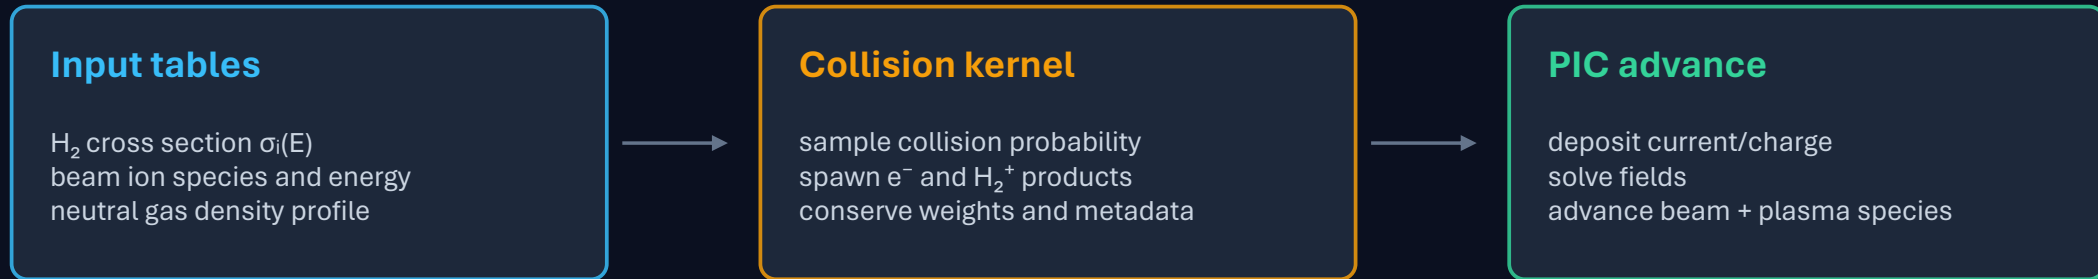 Input tables
H₂ cross section σᵢ(E)
beam ion species and energy
neutral gas density profile
Collision kernel
sample collision probability
spawn e⁻ and H₂⁺ products
conserve weights and metadata
PIC advance
deposit current/charge
solve fields
advance beam + plasma species